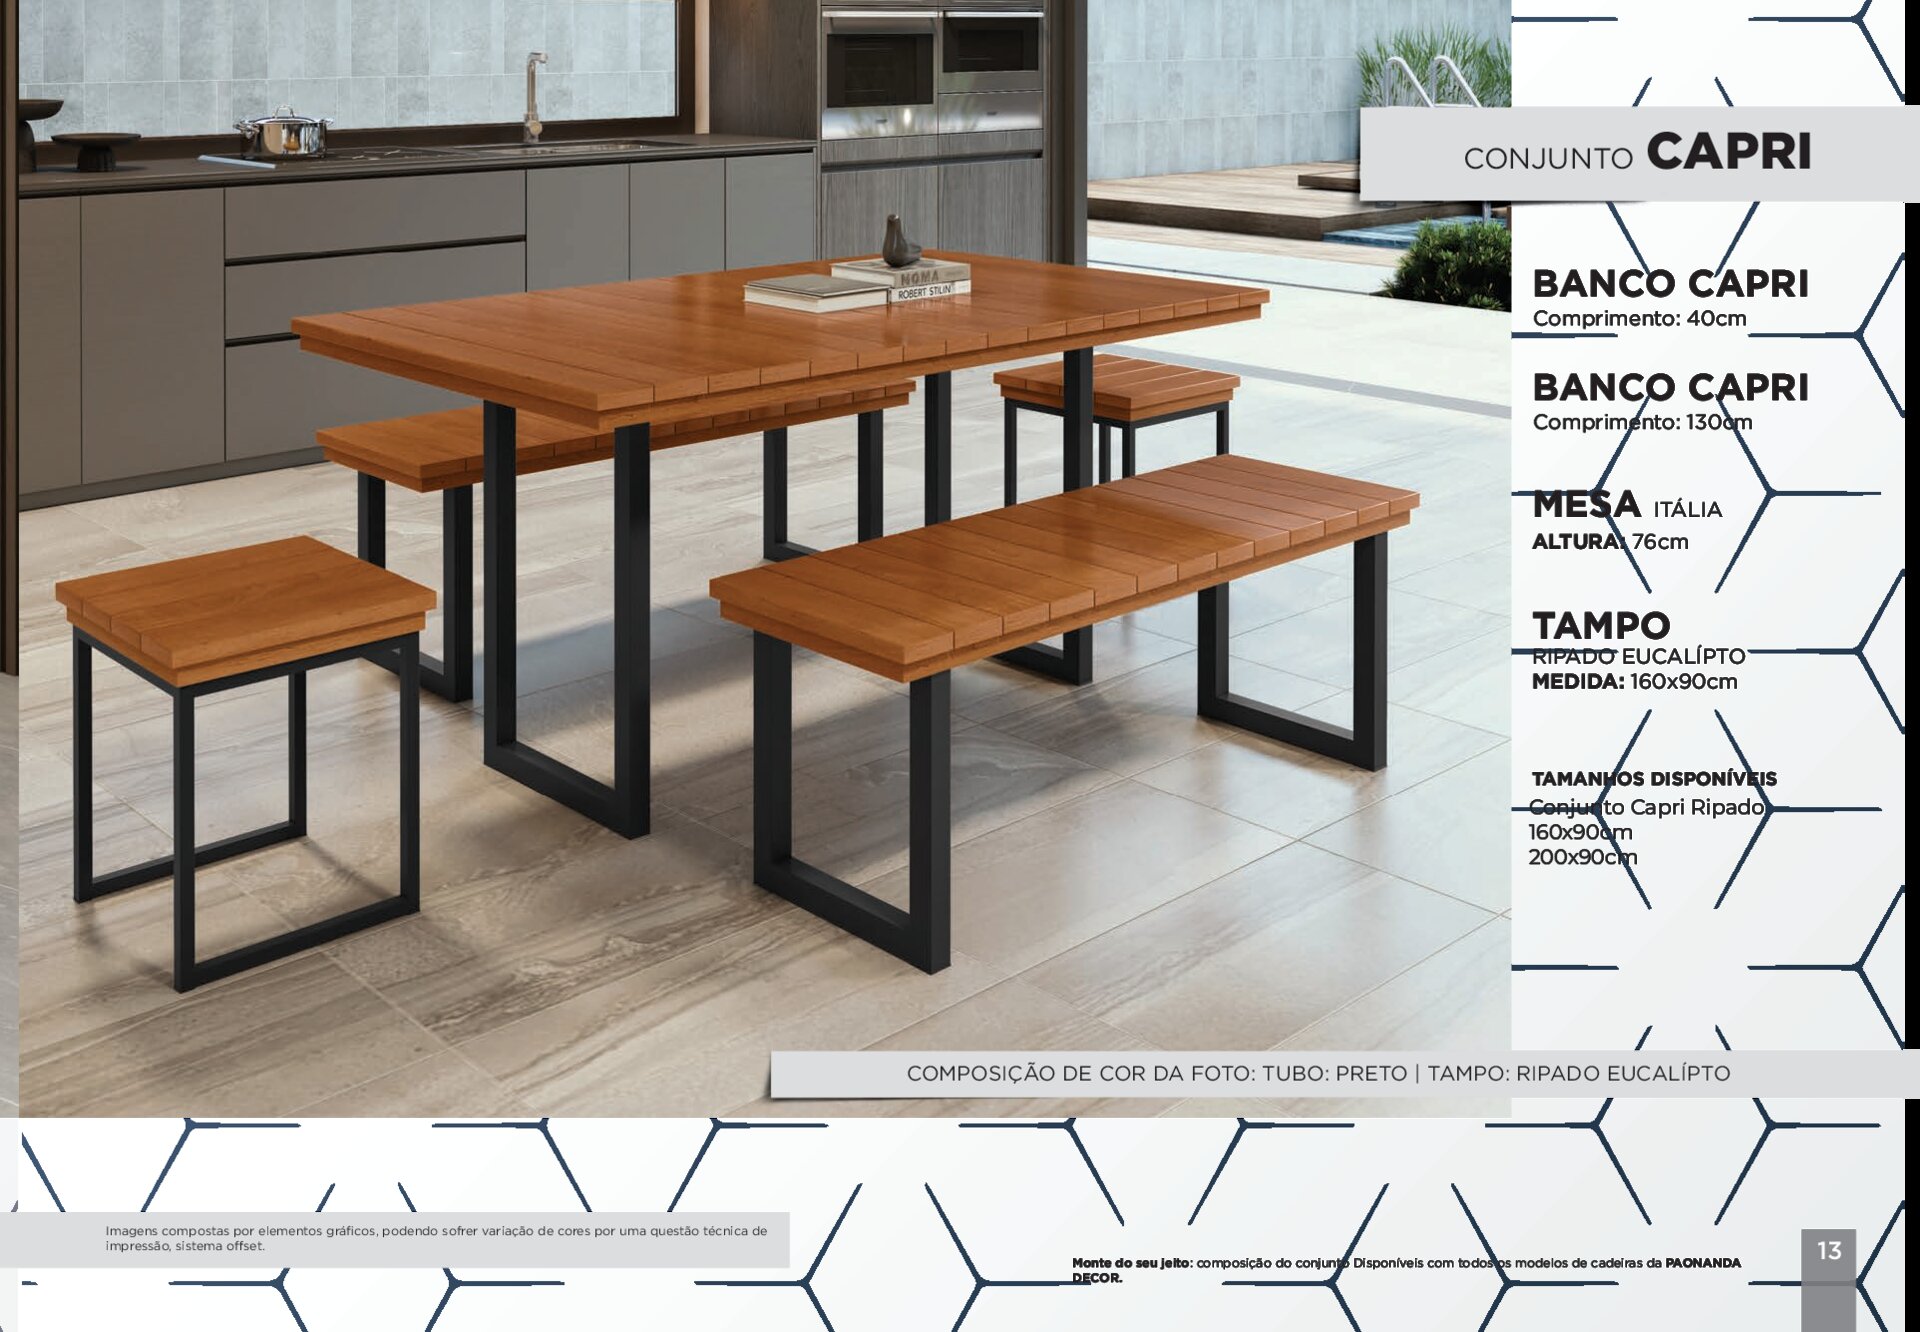 CONJUNTO CAPRI
BANCO CAPRI
Comprimento: 40cm
BANCO CAPRI
Comprimento: 130cm
MESA ITÁLIA
ALTURA: 76cm
TAMPO
RIPADO EUCALÍPTO
MEDIDA: 160x90cm
TAMANHOS DISPONÍVEIS
Conjunto Capri Ripado
160x90cm
200x90cm
NOMA
ROBERT STILIN
COMPOSIÇÃO DE COR DA FOTO: TUBO: PRETO | TAMPO: RIPADO EUCALÍPTO
Imagens compostas por elementos gráficos, podendo sofrer variação de cores por uma questão técnica de
impressão, sistema offset.
Monte do seu jeito: composição do conjunto Disponíveis com todos os modelos de cadeiras da PAONANDA
DECOR.
13